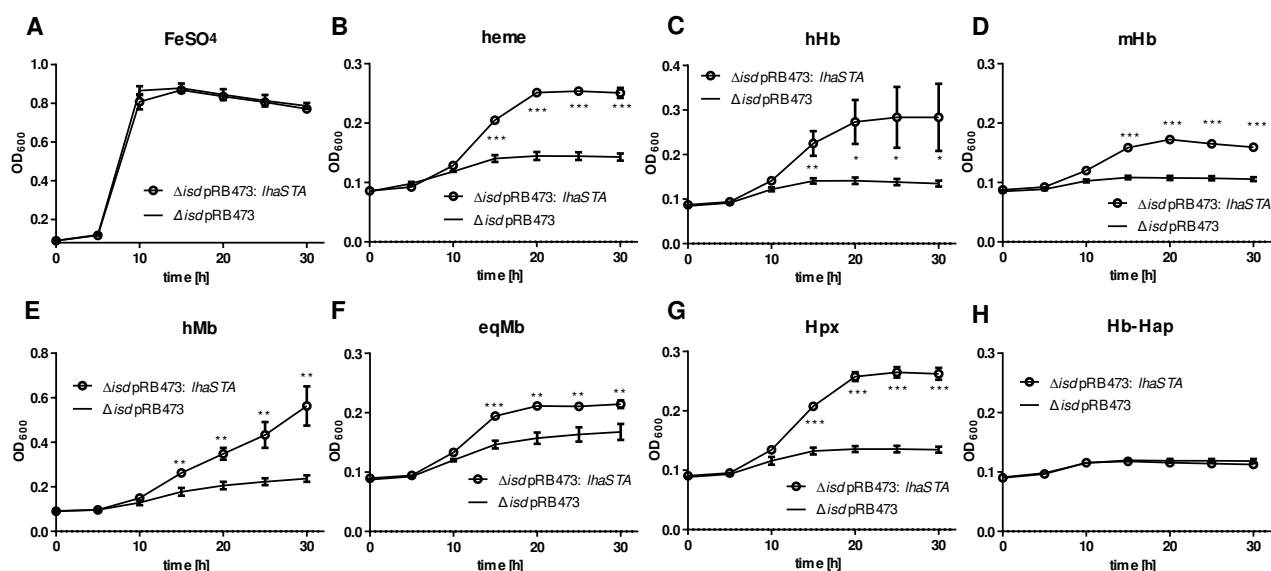 A
FeSO4
OD600
1.0
0.8
0.6
0.4
0.2
Δisd pRB473: lhaSTA
Δisd pRB473
0 10 20 30
time [h]
B
heme
OD600
0.3
0.2
0.1
0.0
*** *** *** ***
Δisd pRB473: lhaSTA
Δisd pRB473
0 10 20 30
time [h]
C
hHb
OD600
0.4
0.3
0.2
0.1
0.0
Δisd pRB473: lhaSTA
Δisd pRB473
** * * *
0 10 20 30
time [h]
D
mHb
OD600
0.3
0.2
0.1
0.0
*** *** *** ***
Δisd pRB473: lhaSTA
Δisd pRB473
0 10 20 30
time [h]
E
hMb
OD600
0.8
0.6
0.4
0.2
0.0
Δisd pRB473: lhaSTA
Δisd pRB473
** ** ** **
0 10 20 30
time [h]
F
eqMb
OD600
0.3
0.2
0.1
0.0
*** ** ** **
Δisd pRB473: lhaSTA
Δisd pRB473
0 10 20 30
time [h]
G
Hpx
OD600
0.3
0.2
0.1
0.0
*** *** *** ***
Δisd pRB473: lhaSTA
Δisd pRB473
0 10 20 30
time [h]
H
Hb-Hap
OD600
0.3
0.2
0.1
0.0
Δisd pRB473: lhaSTA
Δisd pRB473
0 10 20 30
time [h]